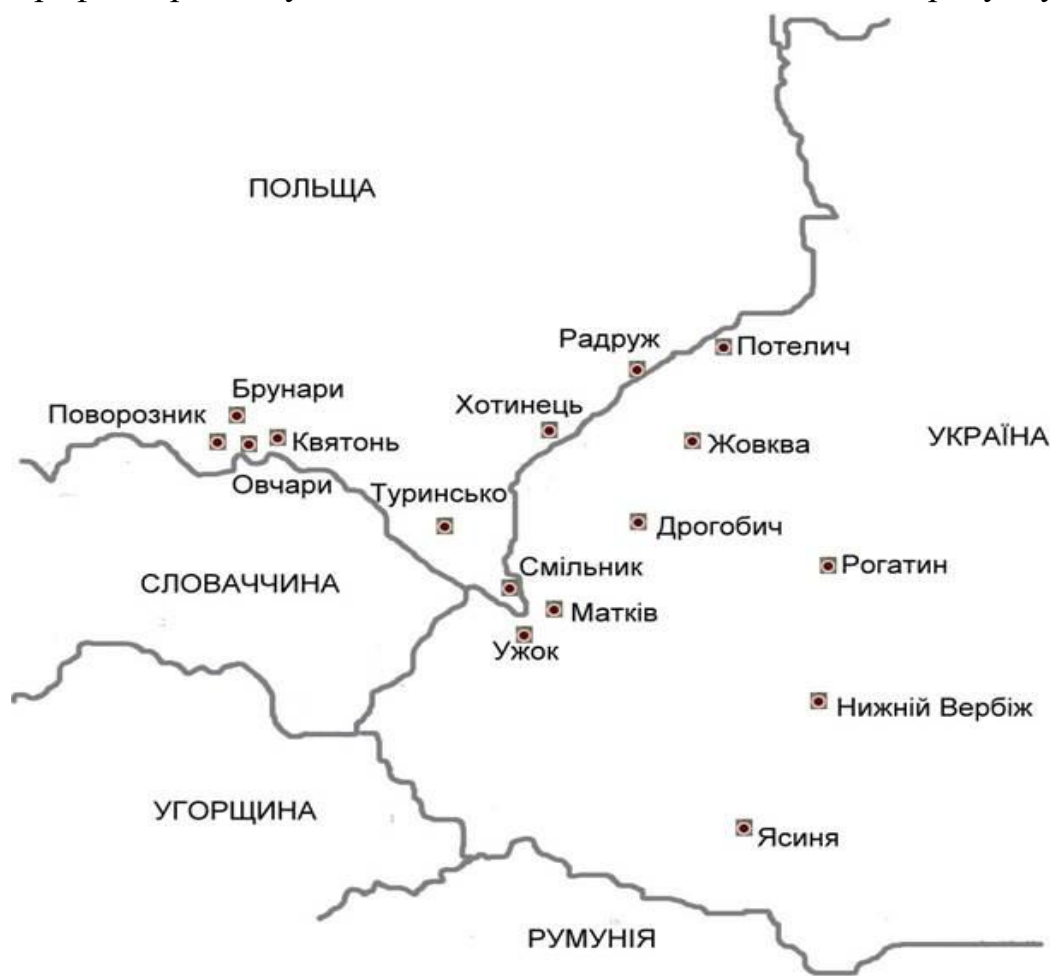 ПОЛЬЩА
Радруж
Потелич
Брунари
Поворозник
Хотинець
Квятонь
Жовква
УКРАЇНА
Овчари
Туринсько
Дрогобич
Смільник
Рогатин
СЛОВАЧЧИНА
Матків
Ужок
Нижній Вербіж
УГОРЩИНА
Ясиня
РУМУНІЯ